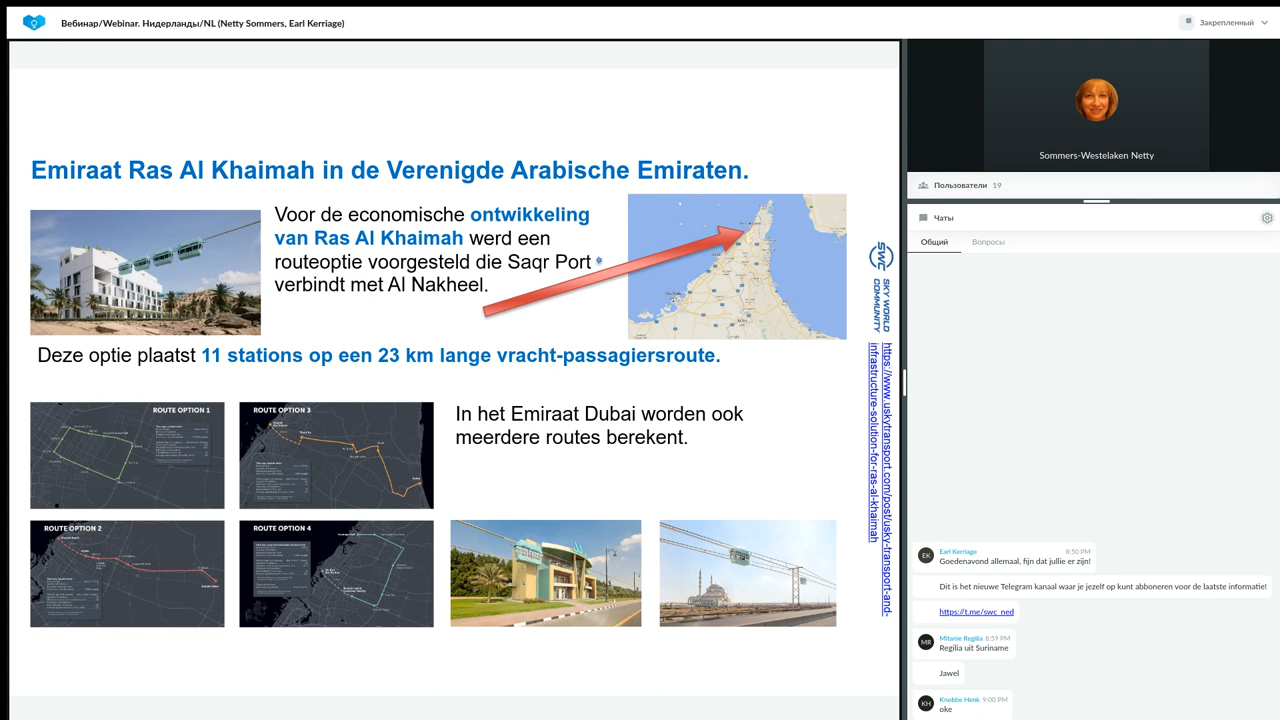 Вебинар/Webinar. Нидерланды/NL (Netty Sommers, Earl Kerriage)
Закрепленный
Emiraat Ras Al Khaimah in de Verenigde Arabische Emiraten.
Voor de economische ontwikkeling
van Ras Al Khaimah werd een
routeoptie voorgesteld die Saqr Port
verbindt met Al Nakheel.
Deze optie plaatst 11 stations op een 23 km lange vracht-passagiersroute.
ROUTE OPTION 1
ROUTE OPTION 3
In het Emiraat Dubai worden ook
meerdere routes berekent.
ROUTE OPTION 2
ROUTE OPTION 4
SWC SKY WORLD
COMMUNITY
https://www.uskytransport.com/post/usky-transport-and-
infrastructure-solution-for-ras-al-khaimah
Sommers-Westelaken Netty
Пользователи 19
Чаты
Общий Вопросы
EK Earl Kerriage 8:50 PM
Goedenavond allemaal, fijn dat jullie er zijn!
Dit is het nieuwe Telegram kanaal waar je jezelf op kunt abboneren voor de laatste informatie!
https://t.me/swc_ned
MR Mitanie Regilia 8:59 PM
Regilia uit Suriname
Jawel
KH Knobbe Henk 9:00 PM
oke